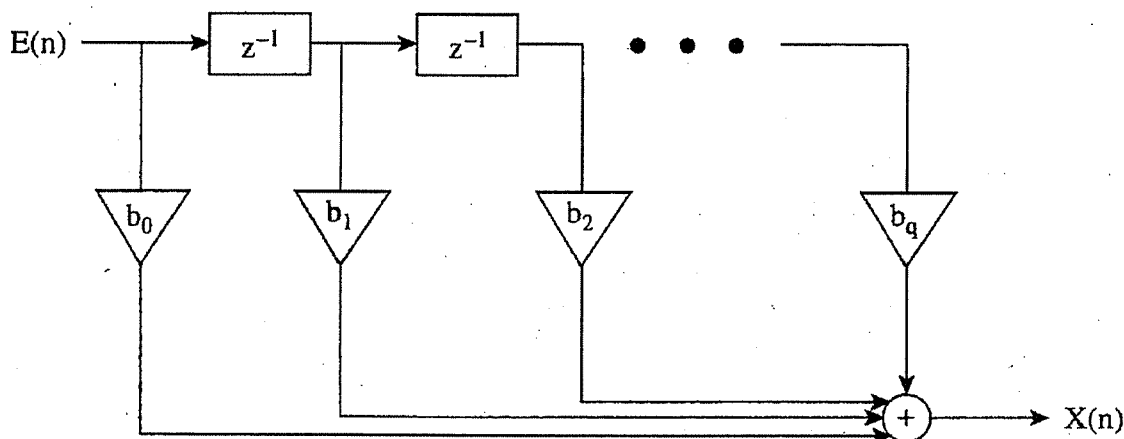 E(n)
z⁻¹
z⁻¹
b₀
b₁
b₂
b_q
+
X(n)